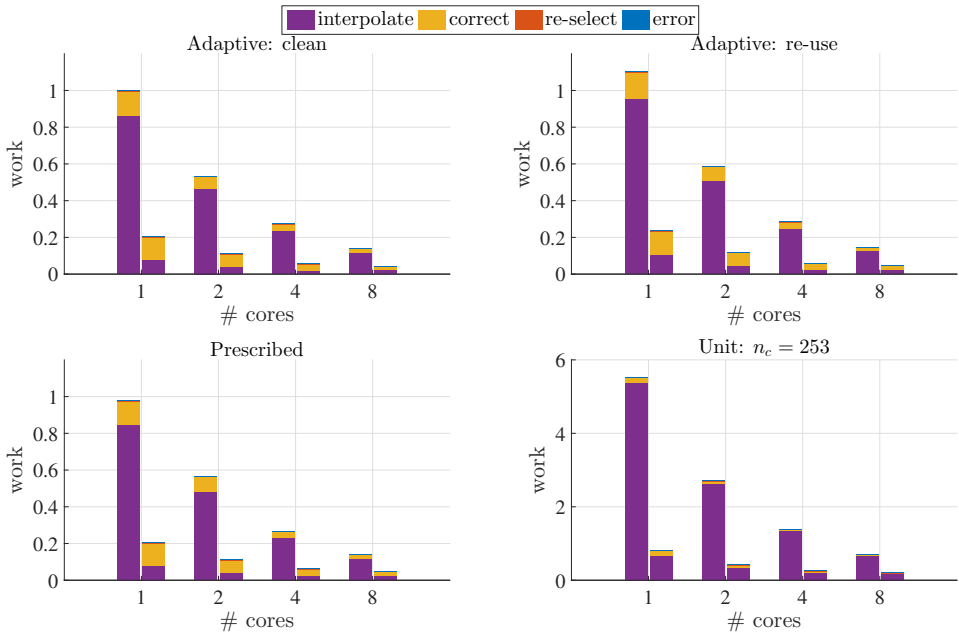 interpolate correct re-select error
Adaptive: clean
1
0.8
0.6
0.4
0.2
0
work
1 2 4 8
# cores
Adaptive: re-use
1
0.8
0.6
0.4
0.2
0
work
1 2 4 8
# cores
Prescribed
1
0.8
0.6
0.4
0.2
0
work
1 2 4 8
# cores
Unit: n_c = 253
6
4
2
0
work
1 2 4 8
# cores